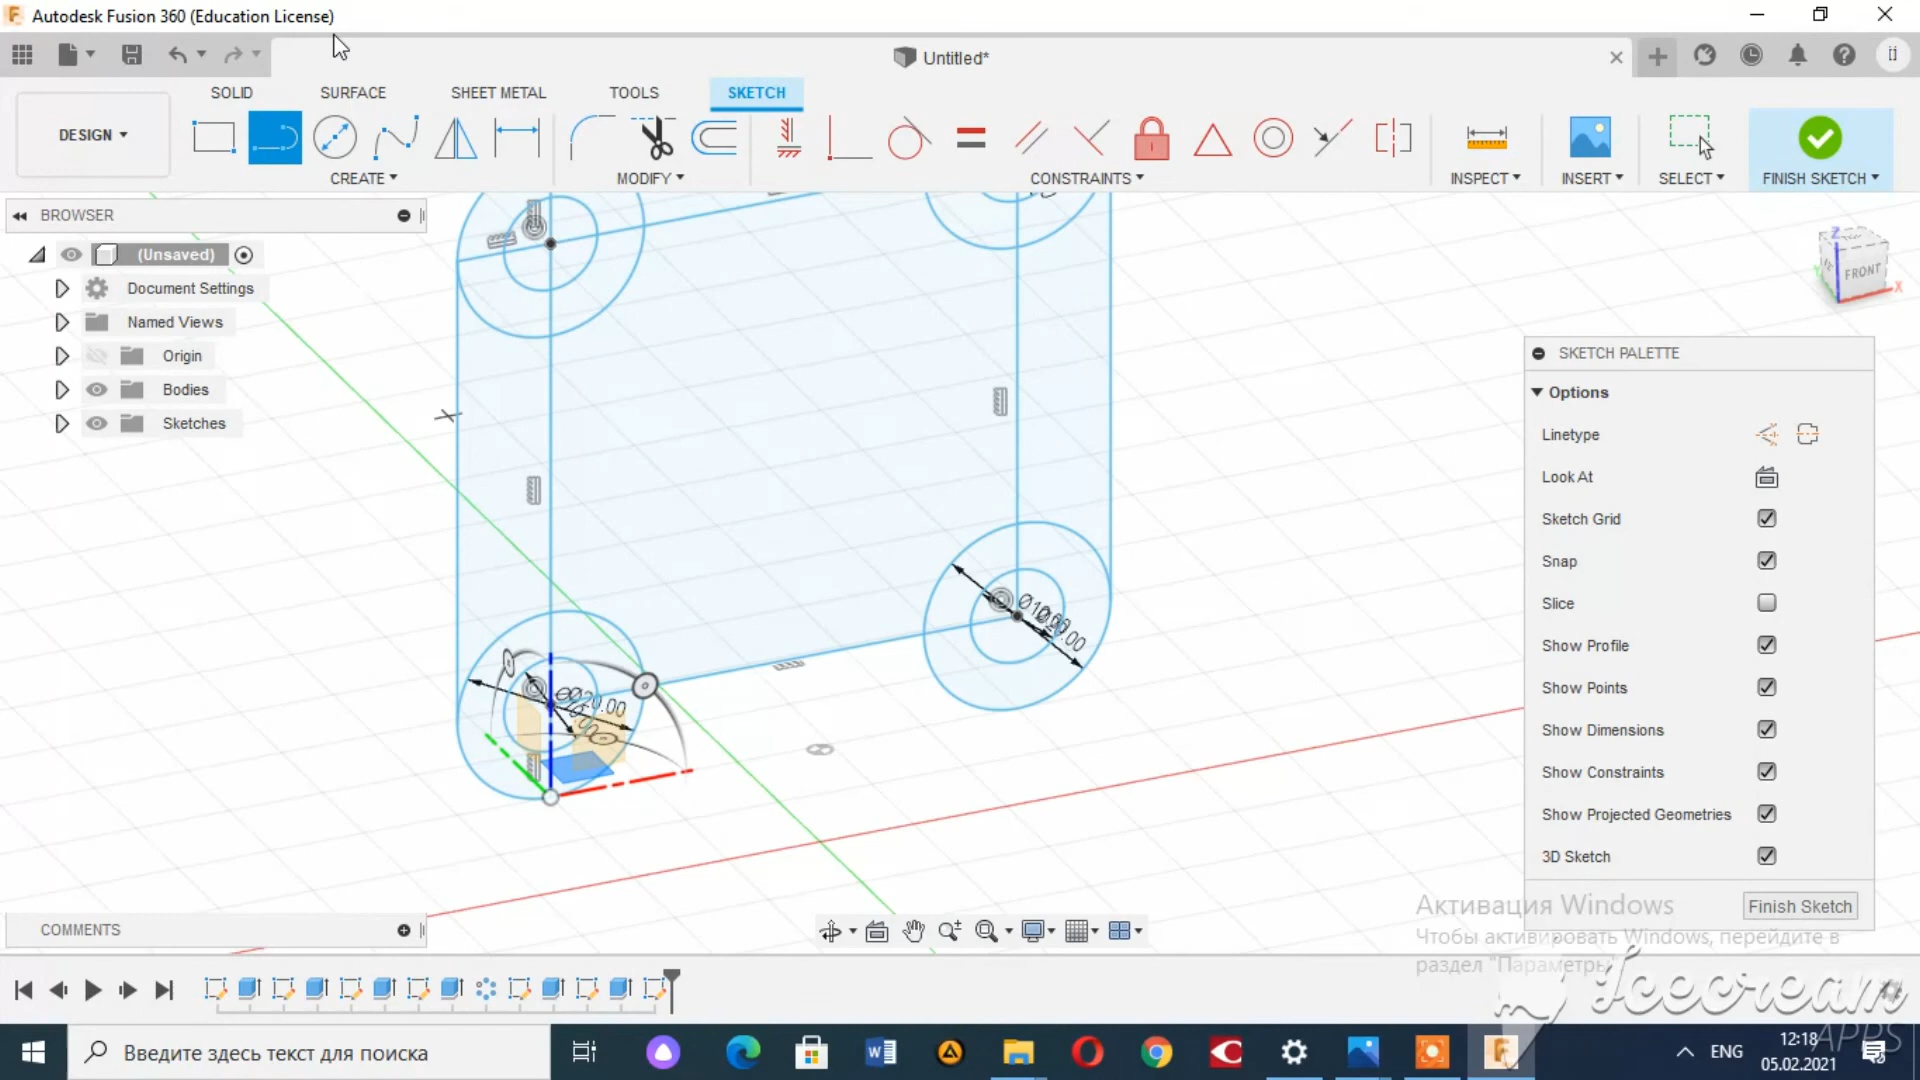 Autodesk Fusion 360 (Education License)
Untitled*
SOLID
SURFACE
SHEET METAL
TOOLS
SKETCH
DESIGN
CREATE
MODIFY
CONSTRAINTS
INSPECT
INSERT
SELECT
FINISH SKETCH
BROWSER
(Unsaved)
Document Settings
Named Views
Origin
Bodies
Sketches
FRONT
Z
X
SKETCH PALETTE
Options
Linetype
Look At
Sketch Grid
Snap
Slice
Show Profile
Show Points
Show Dimensions
Show Constraints
Show Projected Geometries
3D Sketch
Finish Sketch
Ø20.00
COMMENTS
Активация Windows
Чтобы активировать Windows, перейдите в
раздел "Параметры
Icecream
APPS
Введите здесь текст для поиска
ENG
12:18
05.02.2021